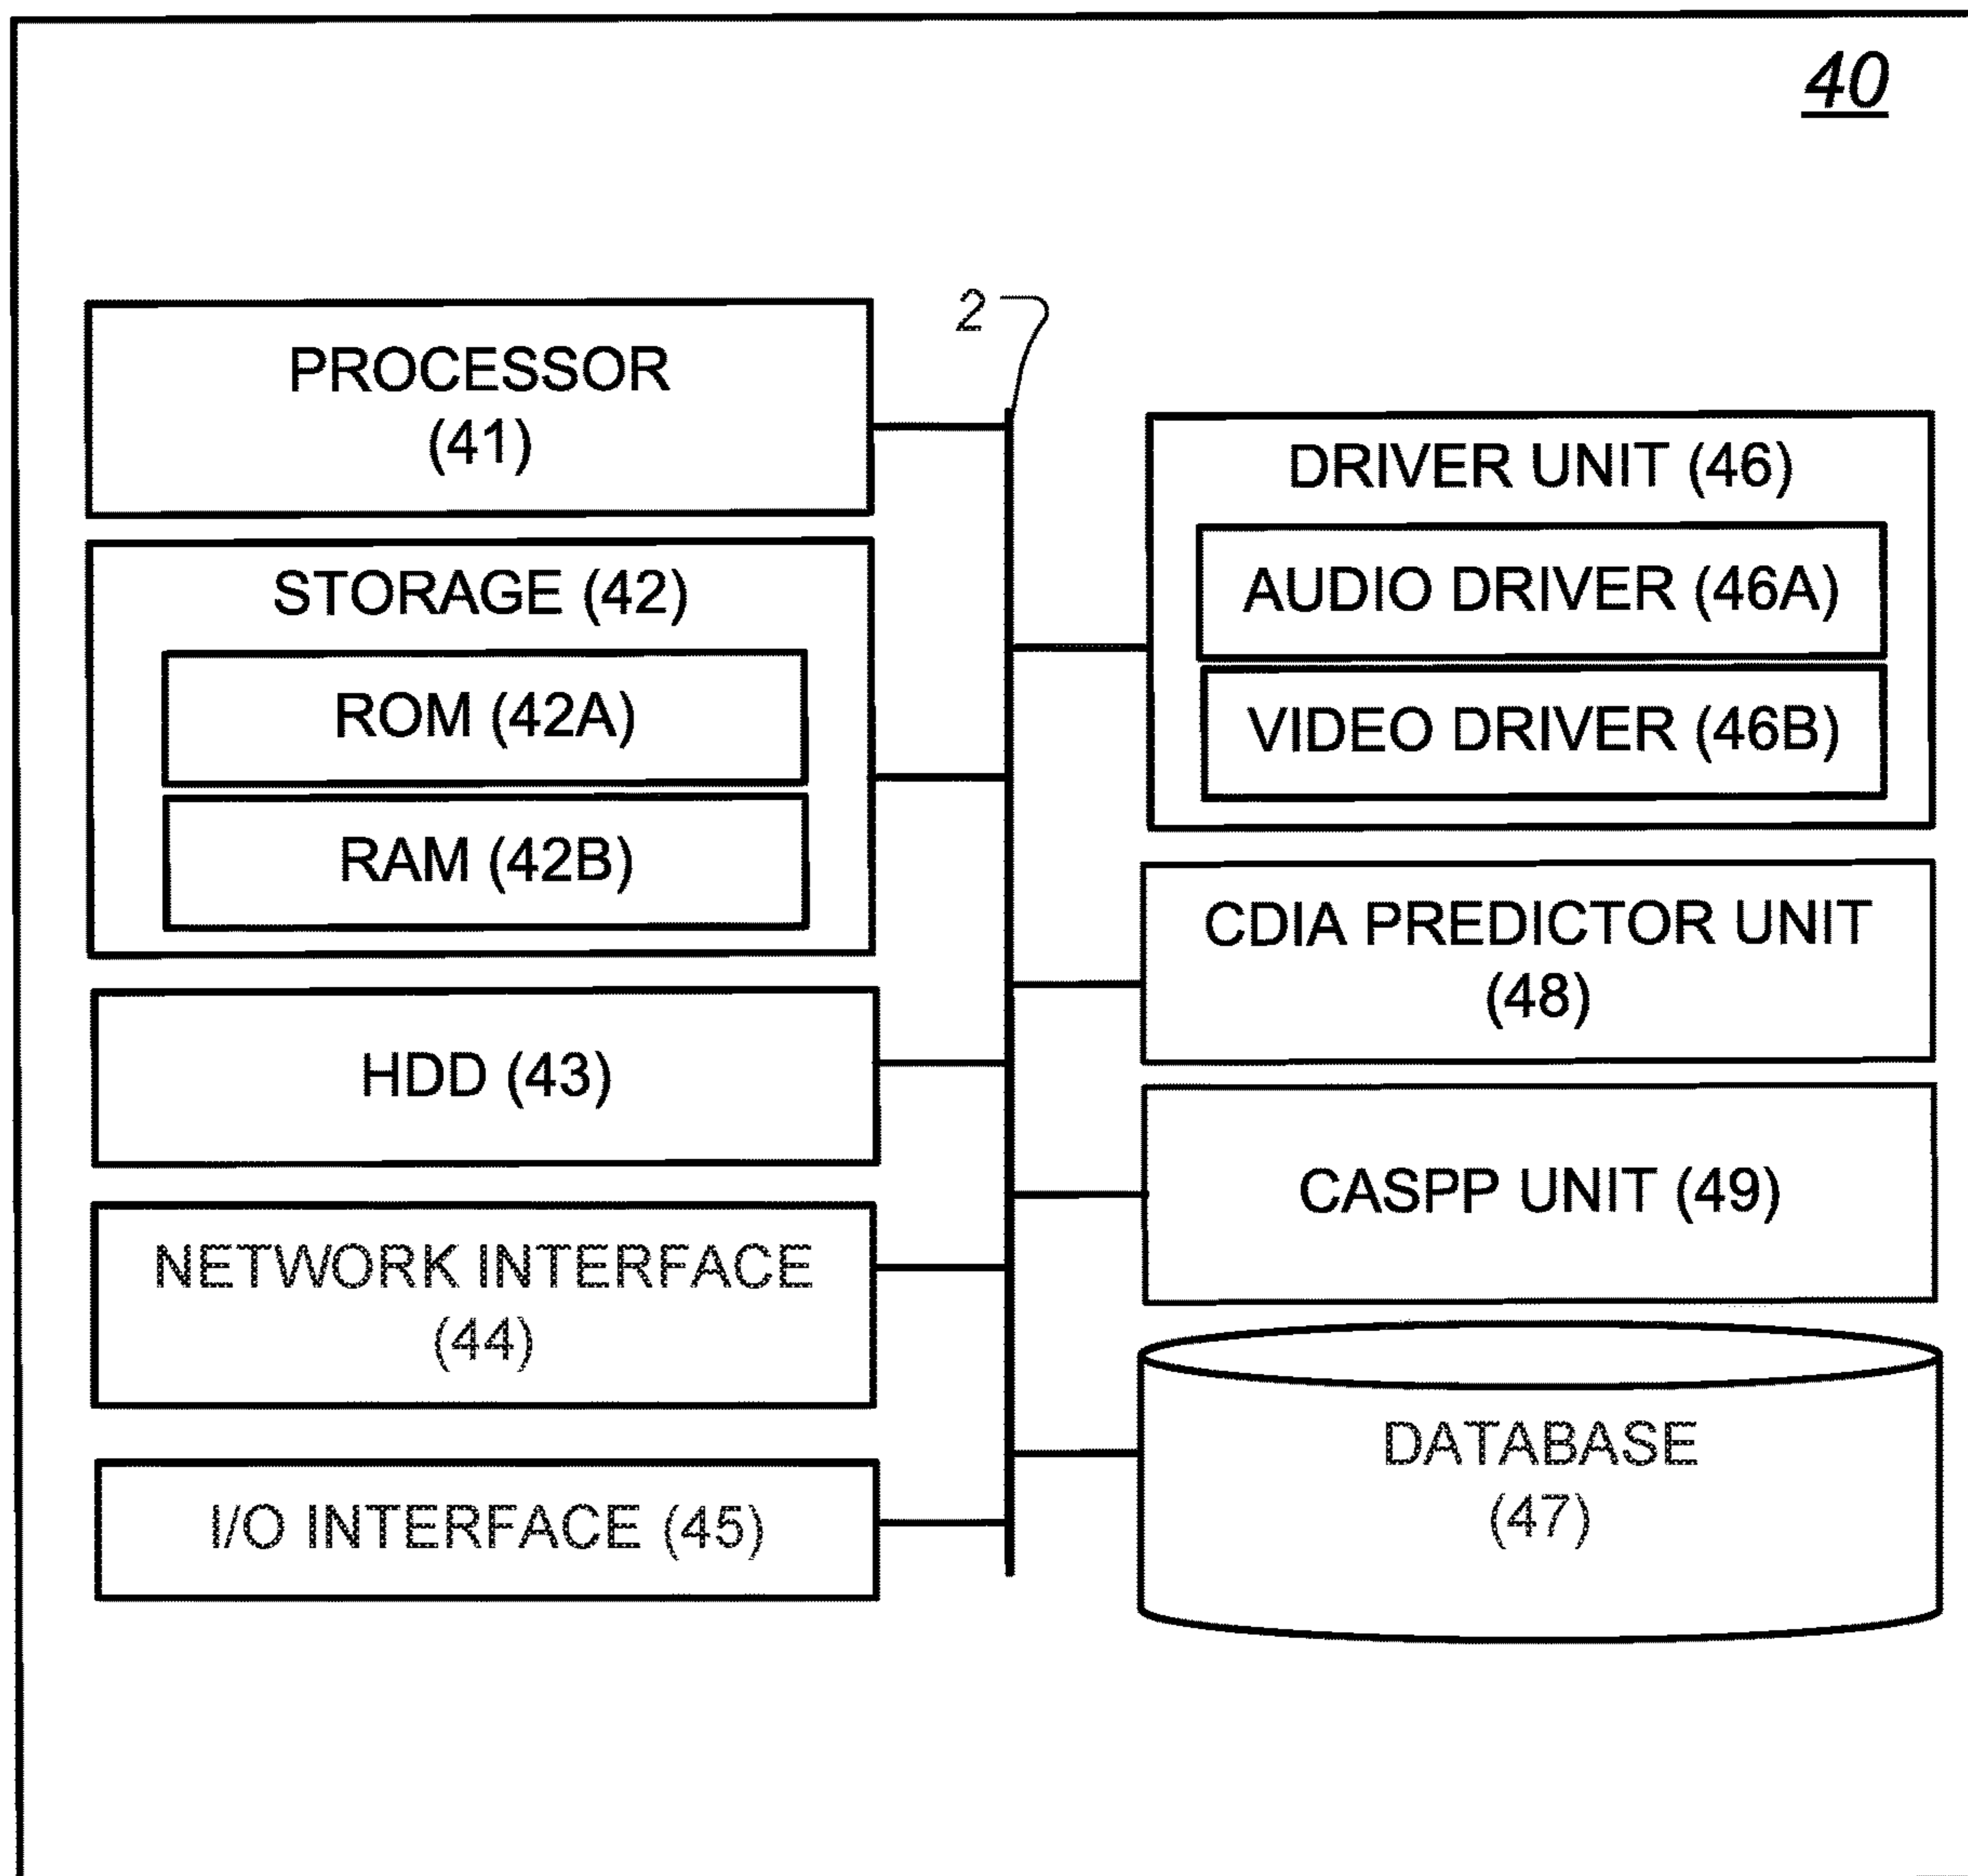 40
2
PROCESSOR
(41)
STORAGE (42)
ROM (42A)
RAM (42B)
HDD (43)
NETWORK INTERFACE
(44)
I/O INTERFACE (45)
DRIVER UNIT (46)
AUDIO DRIVER (46A)
VIDEO DRIVER (46B)
CDIA PREDICTOR UNIT
(48)
CASPP UNIT (49)
DATABASE
(47)